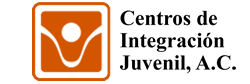 Centros de
Integración
Juvenil, A.C.